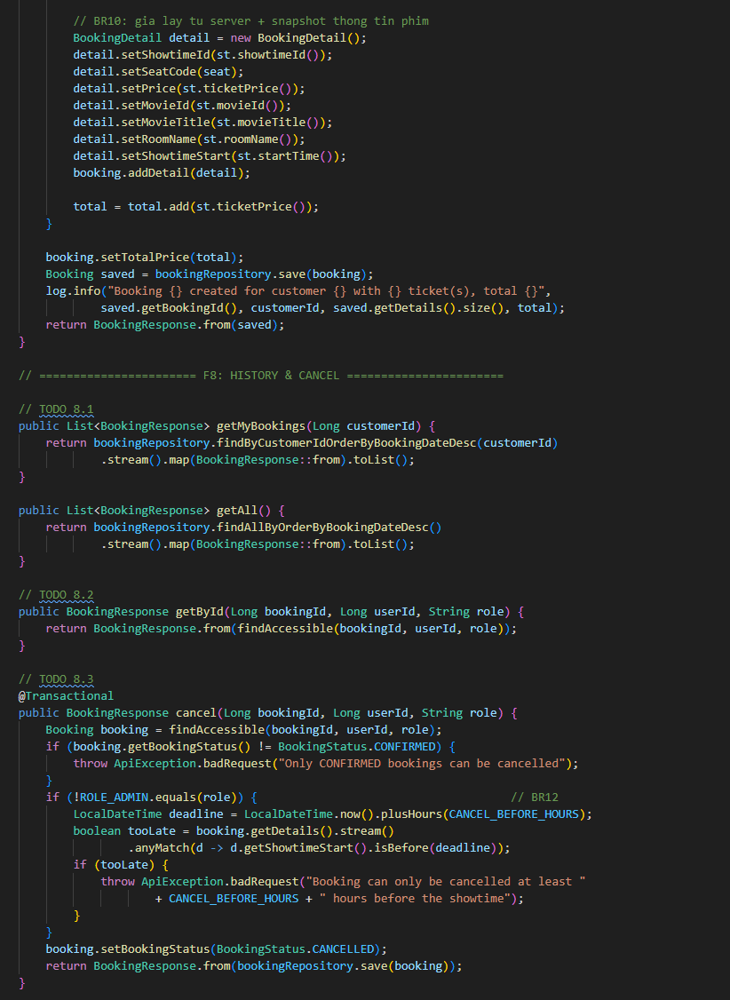 // BR10: gia lay tu server + snapshot thong tin phim
BookingDetail detail = new BookingDetail();
detail.setShowtimeId(st.showtimeId());
detail.setSeatCode(seat);
detail.setPrice(st.ticketPrice());
detail.setMovieId(st.movieId());
detail.setMovieTitle(st.movieTitle());
detail.setRoomName(st.roomName());
detail.setShowtimeStart(st.startTime());
booking.addDetail(detail);
total = total.add(st.ticketPrice());
}
booking.setTotalPrice(total);
Booking saved = bookingRepository.save(booking);
log.info("Booking {} created for customer {} with {} ticket(s), total {}",
saved.getBookingId(), customerId, saved.getDetails().size(), total);
return BookingResponse.from(saved);
}
// ======================= F8: HISTORY & CANCEL =======================
// TODO 8.1
public List<BookingResponse> getMyBookings(Long customerId) {
return bookingRepository.findByCustomerIdOrderByBookingDateDesc(customerId)
.stream().map(BookingResponse::from).toList();
}
public List<BookingResponse> getAll() {
return bookingRepository.findAllByOrderByBookingDateDesc()
.stream().map(BookingResponse::from).toList();
}
// TODO 8.2
public BookingResponse getById(Long bookingId, Long userId, String role) {
return BookingResponse.from(findAccessible(bookingId, userId, role));
}
// TODO 8.3
@Transactional
public BookingResponse cancel(Long bookingId, Long userId, String role) {
Booking booking = findAccessible(bookingId, userId, role);
if (booking.getBookingStatus() != BookingStatus.CONFIRMED) {
throw ApiException.badRequest("Only CONFIRMED bookings can be cancelled");
}
if (!ROLE_ADMIN.equals(role)) { // BR12
LocalDateTime deadline = LocalDateTime.now().plusHours(CANCEL_BEFORE_HOURS);
boolean tooLate = booking.getDetails().stream()
.anyMatch(d -> d.getShowtimeStart().isBefore(deadline));
if (tooLate) {
throw ApiException.badRequest("Booking can only be cancelled at least "
+ CANCEL_BEFORE_HOURS + " hours before the showtime");
}
}
booking.setBookingStatus(BookingStatus.CANCELLED);
return BookingResponse.from(bookingRepository.save(booking));
}